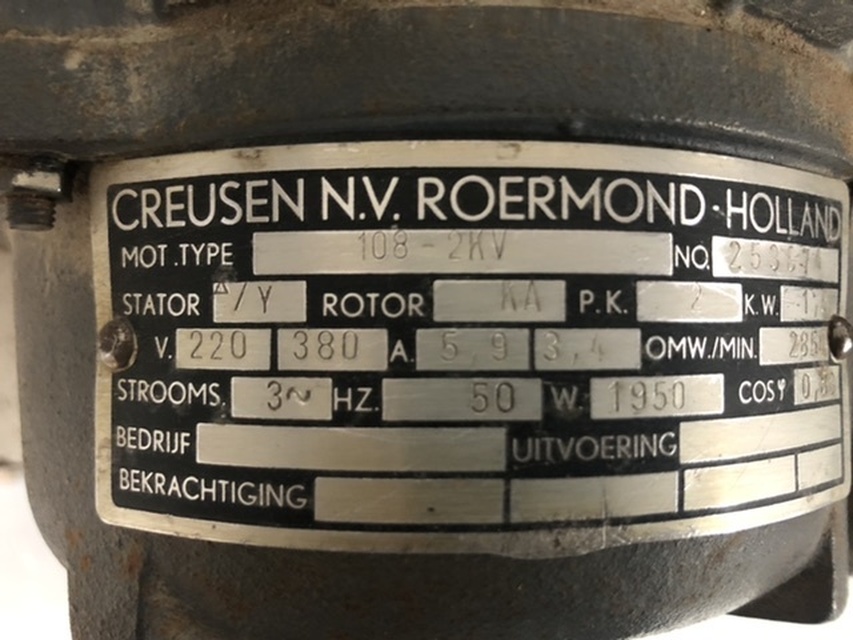 CREUSEN N.V. ROERMOND-HOLLAND
MOT.TYPE 108-2KV NO.
STATOR Δ/Y ROTOR KA P.K. 2 K.W.
V. 220 380 A. 5,9 3,4 OMW./MIN.
STROOMS. 3~ HZ. 50 W. 1950 COSφ
BEDRIJF UITVOERING
BEKRACHTIGING